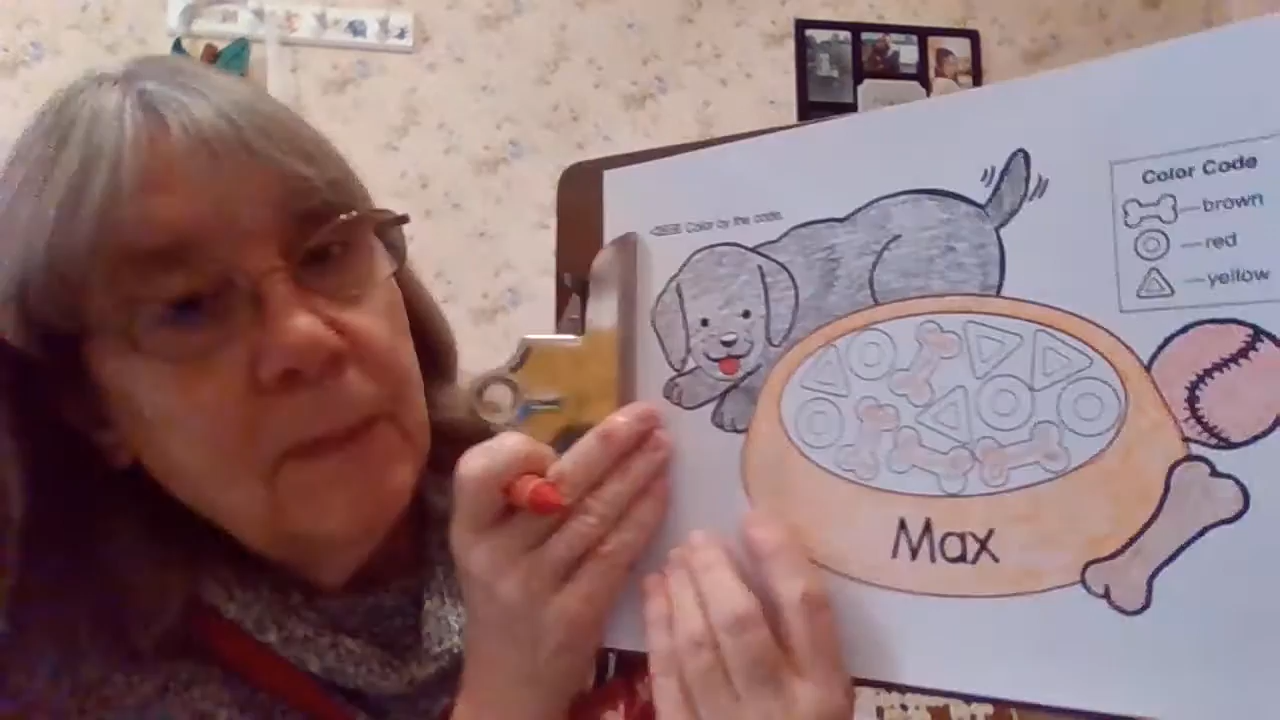 Color by the code.
Color Code
—brown
—red
—yellow
Max